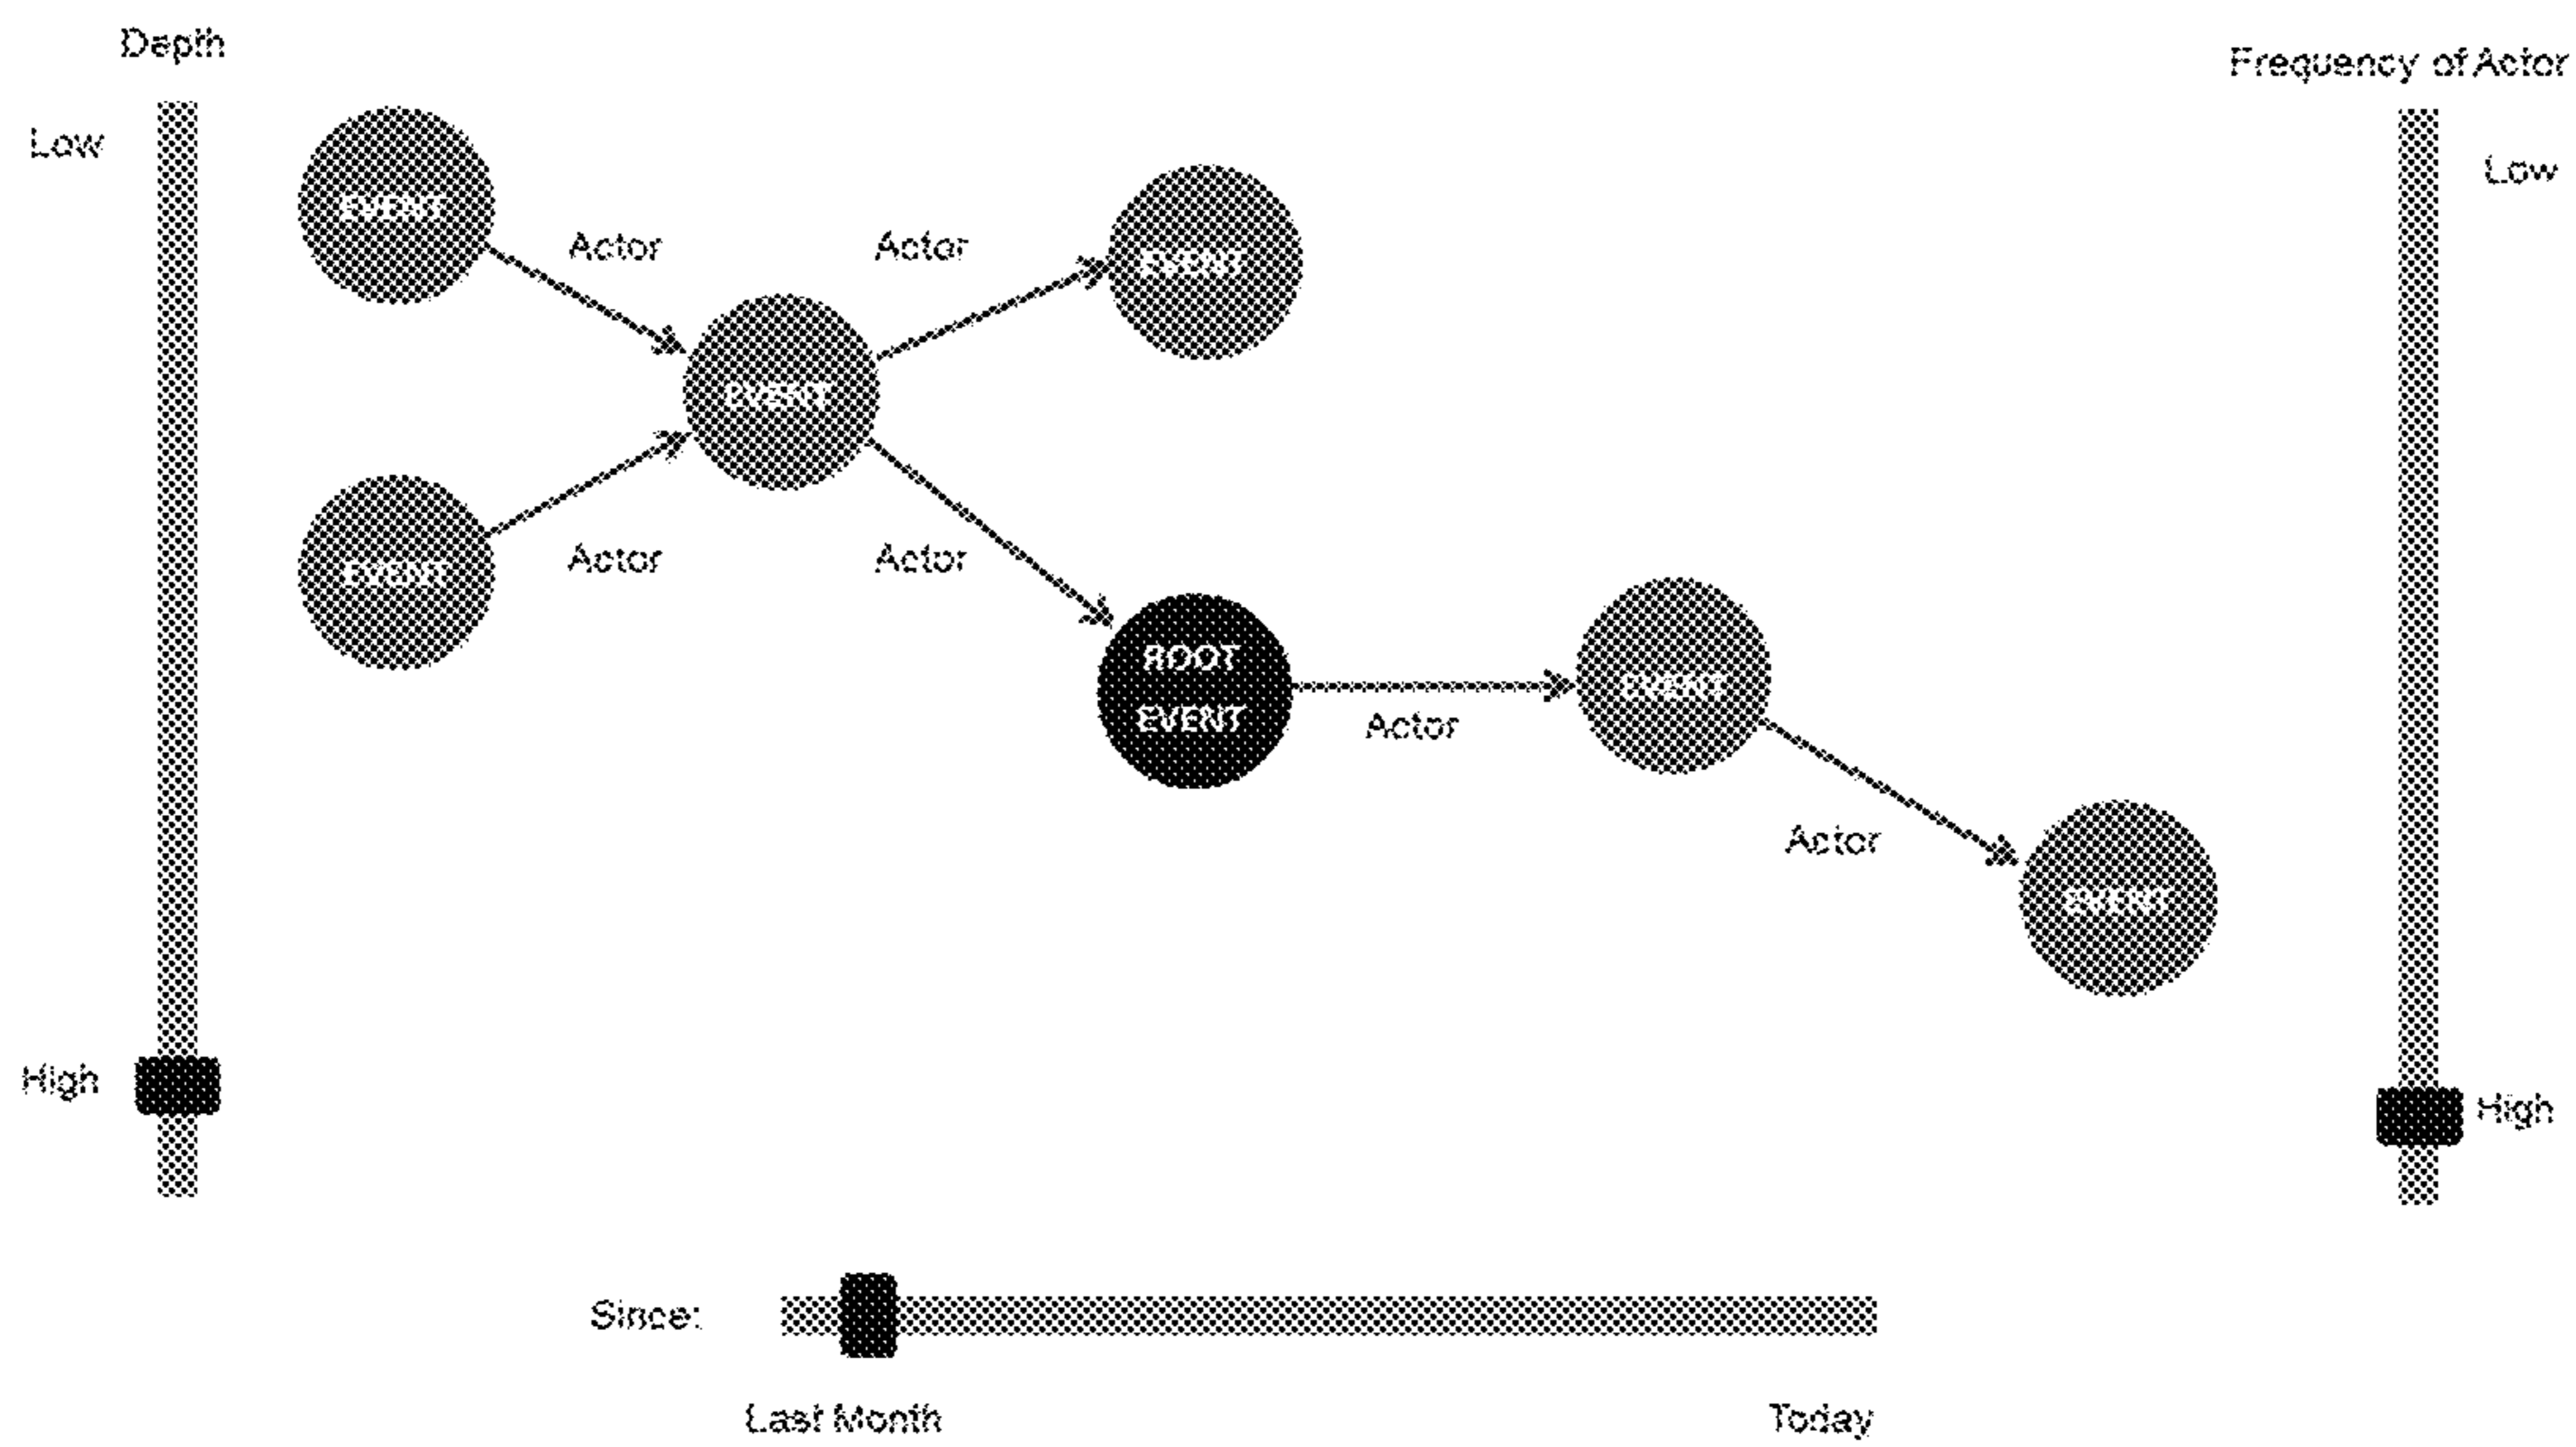 Depth
Frequency of Actor
Low
Low
EVENT
Actor
Actor
EVENT
EVENT
EVENT
Actor
Actor
ROOT
EVENT
EVENT
Actor
Actor
EVENT
High
High
Since:
Last Month
Today